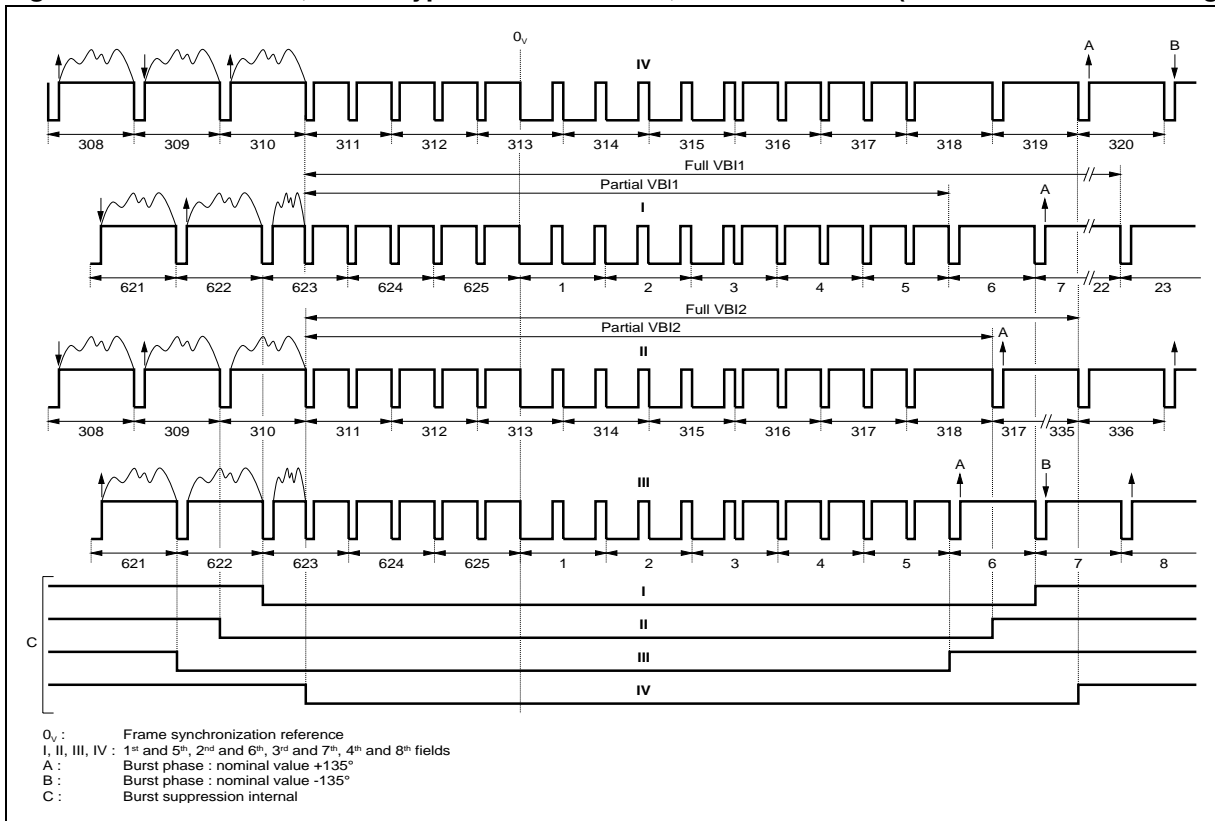 0V
A
B
IV
308 309 310 311 312 313 314 315 316 317 318 319 320
Full VBI1
Partial VBI1
A
I
621 622 623 624 625 1 2 3 4 5 6 7 22 23
Full VBI2
Partial VBI2
A
II
308 309 310 311 312 313 314 315 316 317 318 317 335 336
A
B
III
621 622 623 624 625 1 2 3 4 5 6 7 8
I
II
C
III
IV
0V : Frame synchronization reference
I, II, III, IV : 1st and 5th, 2nd and 6th, 3rd and 7th, 4th and 8th fields
A : Burst phase : nominal value +135°
B : Burst phase : nominal value -135°
C : Burst suppression internal